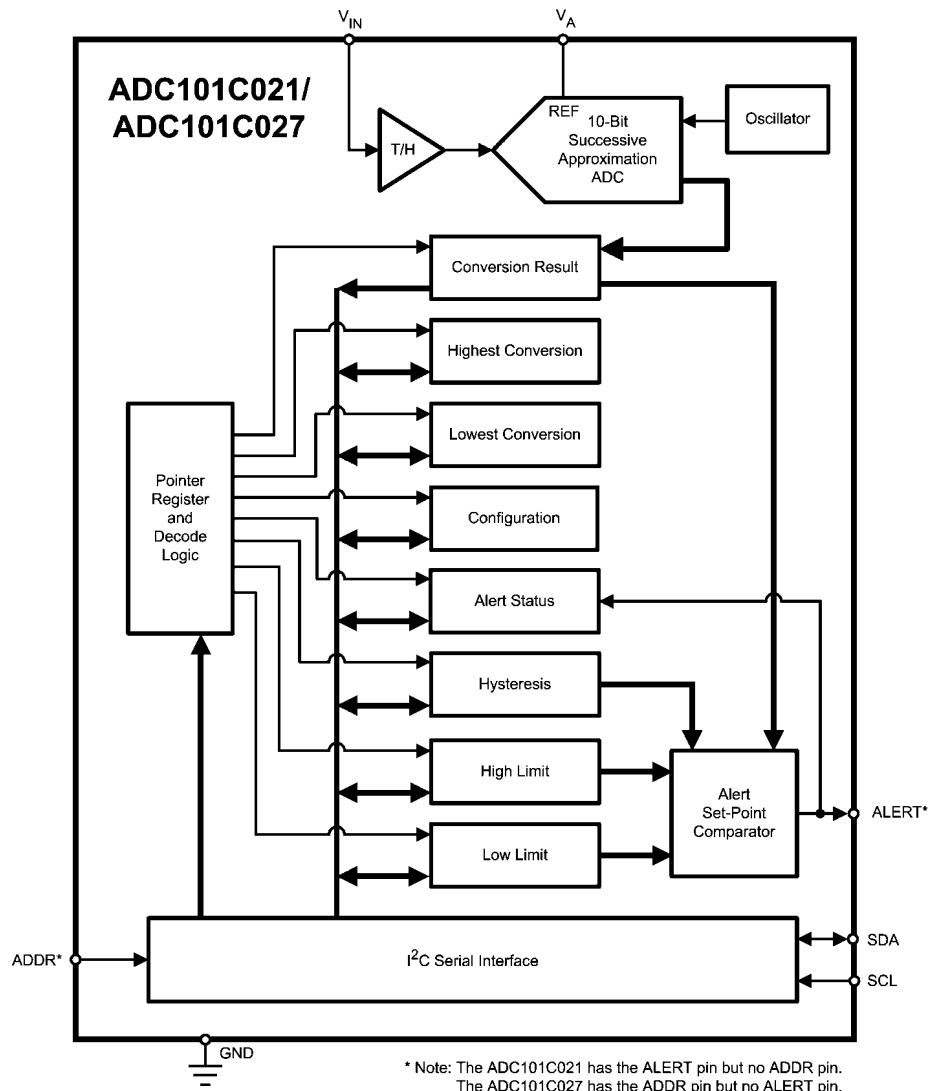 V_IN
V_A
ADC101C021/
ADC101C027
REF
10-Bit
Successive
Approximation
ADC
Oscillator
T/H
Conversion Result
Highest Conversion
Lowest Conversion
Pointer
Register
and
Decode
Logic
Configuration
Alert Status
Hysteresis
High Limit
Alert
Set-Point
Comparator
ALERT*
Low Limit
SDA
ADDR*
I²C Serial Interface
SCL
GND
* Note: The ADC101C021 has the ALERT pin but no ADDR pin.
The ADC101C027 has the ADDR pin but no ALERT pin.